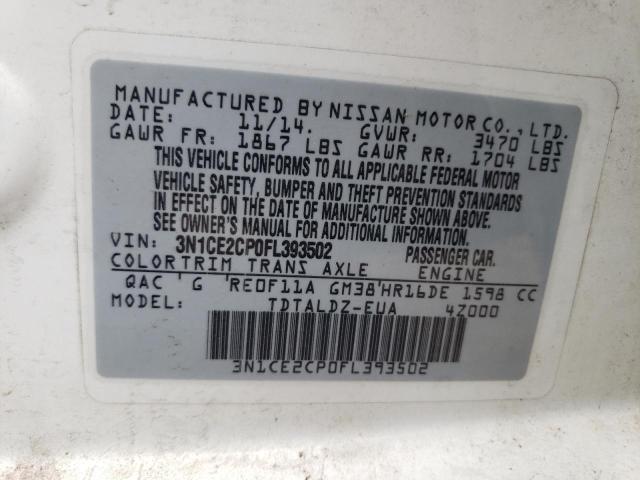 MANUFACTURED BY NISSAN MOTOR CO., LTD.
DATE: 11/14. GVWR: 3470 LBS
GAWR FR: 1867 LBS GAWR RR: 1704 LBS
THIS VEHICLE CONFORMS TO ALL APPLICABLE FEDERAL MOTOR
VEHICLE SAFETY, BUMPER AND THEFT PREVENTION STANDARDS
IN EFFECT ON THE DATE OF MANUFACTURE SHOWN ABOVE.
SEE OWNER'S MANUAL FOR ADDITIONAL INFORMATION.
VIN: 3N1CE2CP0FL393502 PASSENGER CAR.
COLOR TRIM TRANS AXLE ENGINE
QAC 'G 'RE0F11A GM38'HR16DE 1598 CC
MODEL: TDTALDZ-EUA 4Z000
3N1CE2CP0FL393502